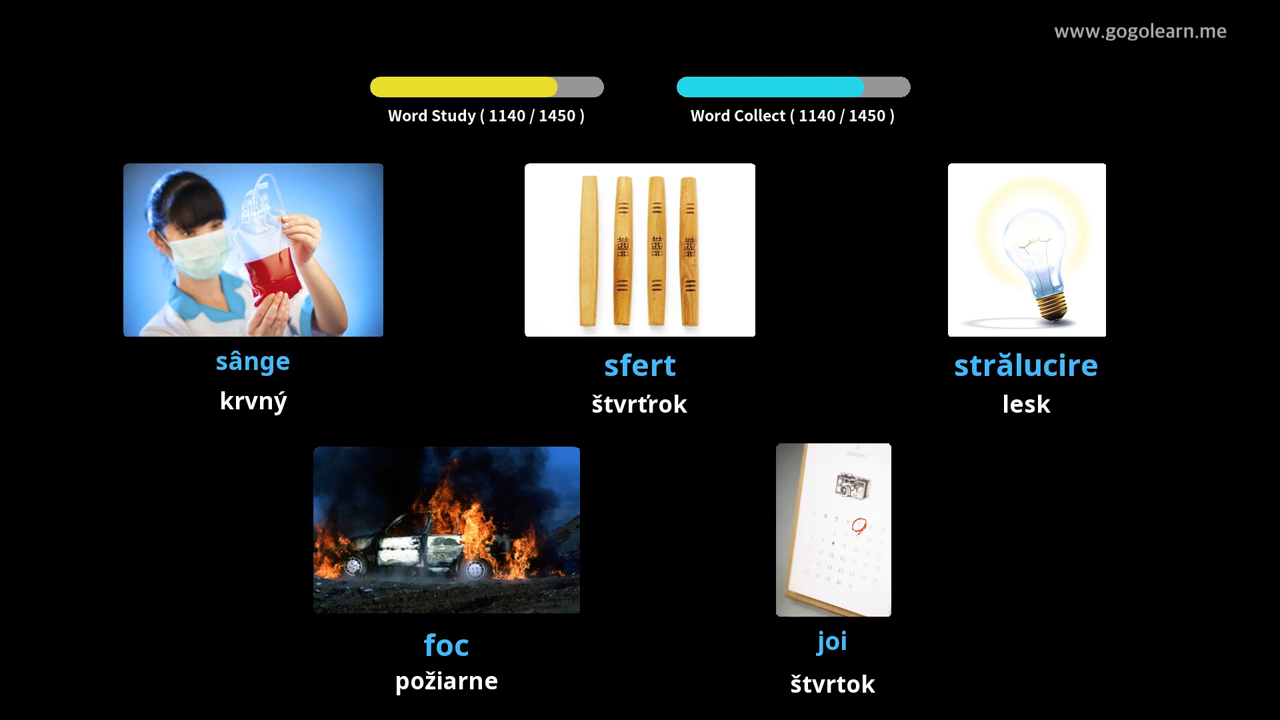 www.gogolearn.me
Word Study ( 1140 / 1450 )
Word Collect ( 1140 / 1450 )
sânge
krvný
sfert
štvrťrok
strălucire
lesk
foc
požiarne
joi
štvrtok